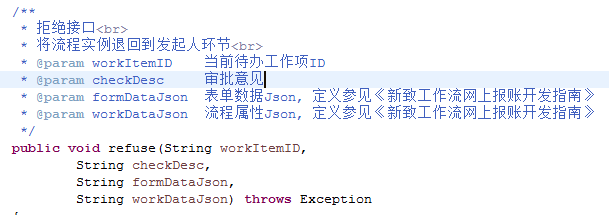 /**
* 拒绝接口<br>
* 将流程实例退回到发起人环节<br>
* @param workItemID 当前待办工作项ID
* @param checkDesc 审批意见
* @param formDataJson 表单数据Json, 定义参见《新致工作流网上报账开发指南》
* @param workDataJson 流程属性Json, 定义参见《新致工作流网上报账开发指南》
*/
public void refuse(String workItemID,
String checkDesc,
String formDataJson,
String workDataJson) throws Exception